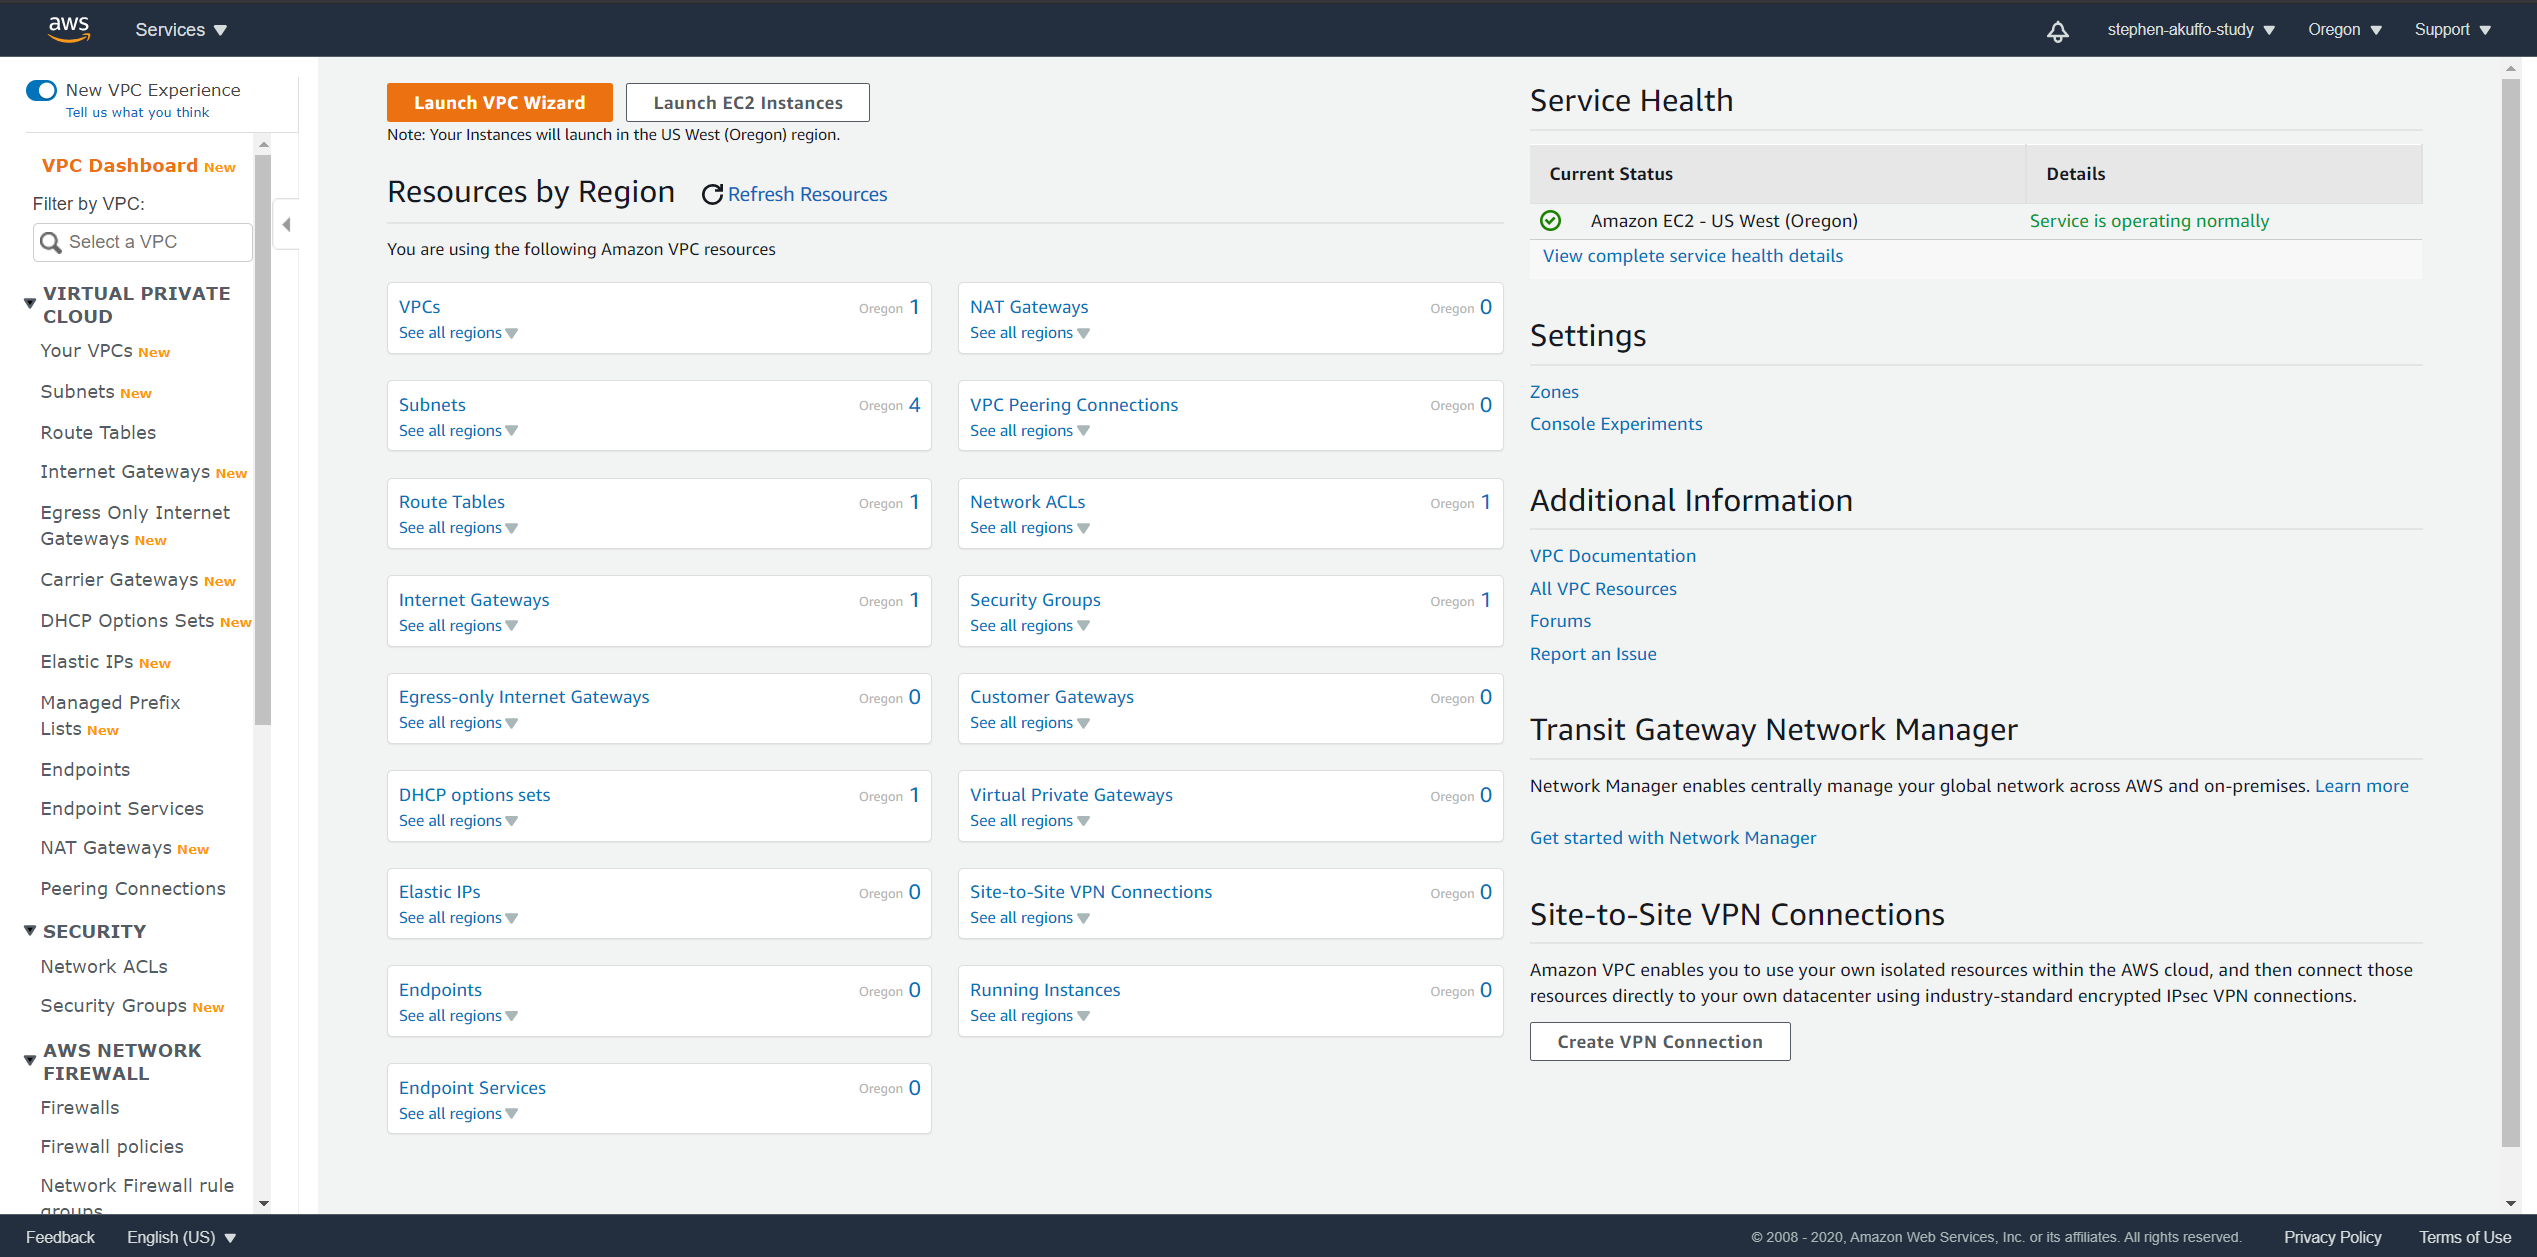 aws
Services
stephen-akuffo-study
Oregon
Support
New VPC Experience
Tell us what you think
VPC Dashboard New
Filter by VPC:
Select a VPC
VIRTUAL PRIVATE
CLOUD
Your VPCs New
Subnets New
Route Tables
Internet Gateways New
Egress Only Internet
Gateways New
Carrier Gateways New
DHCP Options Sets New
Elastic IPs New
Managed Prefix
Lists New
Endpoints
Endpoint Services
NAT Gateways New
Peering Connections
SECURITY
Network ACLs
Security Groups New
AWS NETWORK
FIREWALL
Firewalls
Firewall policies
Network Firewall rule
groups
Launch VPC Wizard
Launch EC2 Instances
Note: Your Instances will launch in the US West (Oregon) region.
Resources by Region
Refresh Resources
You are using the following Amazon VPC resources
VPCs Oregon 1
See all regions
NAT Gateways Oregon 0
See all regions
Subnets Oregon 4
See all regions
VPC Peering Connections Oregon 0
See all regions
Route Tables Oregon 1
See all regions
Network ACLs Oregon 1
See all regions
Internet Gateways Oregon 1
See all regions
Security Groups Oregon 1
See all regions
Egress-only Internet Gateways Oregon 0
See all regions
Customer Gateways Oregon 0
See all regions
DHCP options sets Oregon 1
See all regions
Virtual Private Gateways Oregon 0
See all regions
Elastic IPs Oregon 0
See all regions
Site-to-Site VPN Connections Oregon 0
See all regions
Endpoints Oregon 0
See all regions
Running Instances Oregon 0
See all regions
Endpoint Services Oregon 0
See all regions
Service Health
Current Status Details
Amazon EC2 - US West (Oregon) Service is operating normally
View complete service health details
Settings
Zones
Console Experiments
Additional Information
VPC Documentation
All VPC Resources
Forums
Report an Issue
Transit Gateway Network Manager
Network Manager enables centrally manage your global network across AWS and on-premises. Learn more
Get started with Network Manager
Site-to-Site VPN Connections
Amazon VPC enables you to use your own isolated resources within the AWS cloud, and then connect those
resources directly to your own datacenter using industry-standard encrypted IPsec VPN connections.
Create VPN Connection
Feedback
English (US)
© 2008 - 2020, Amazon Web Services, Inc. or its affiliates. All rights reserved.
Privacy Policy
Terms of Use